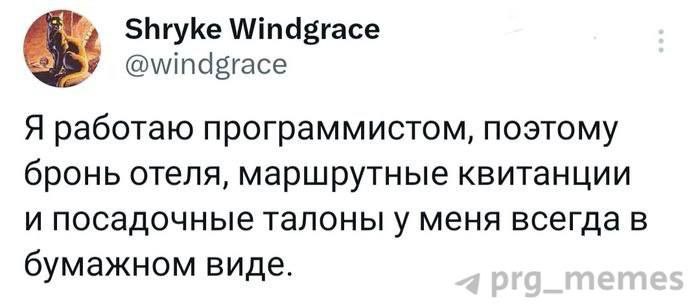 Shryke Windgrace
@windgrace
Я работаю программистом, поэтому
бронь отеля, маршрутные квитанции
и посадочные талоны у меня всегда в
бумажном виде.
prg_memes